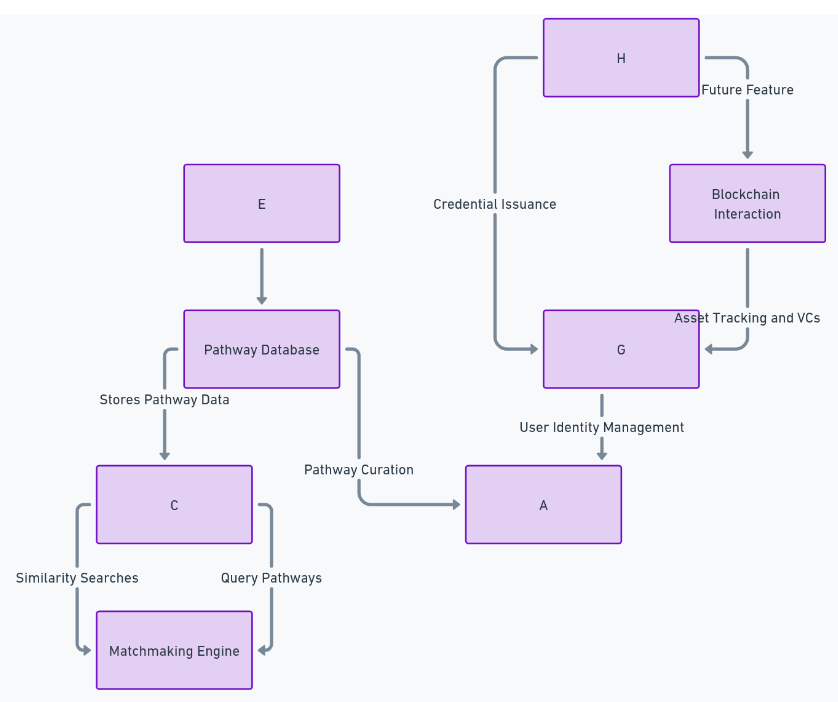 H
Future Feature
E
Credential Issuance
Blockchain
Interaction
Asset Tracking and VCs
Pathway Database
G
Stores Pathway Data
User Identity Management
Pathway Curation
C
A
Similarity Searches
Query Pathways
Matchmaking Engine